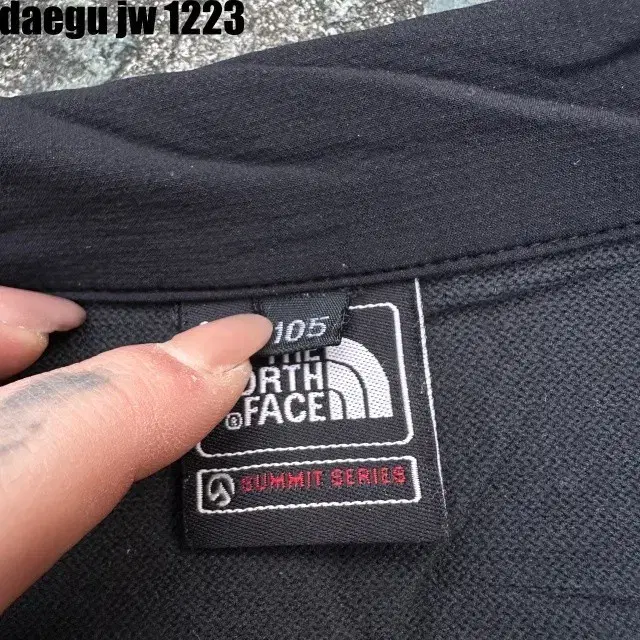 daegu jw 1223
105
THE
NORTH
FACE®
SUMMIT SERIES